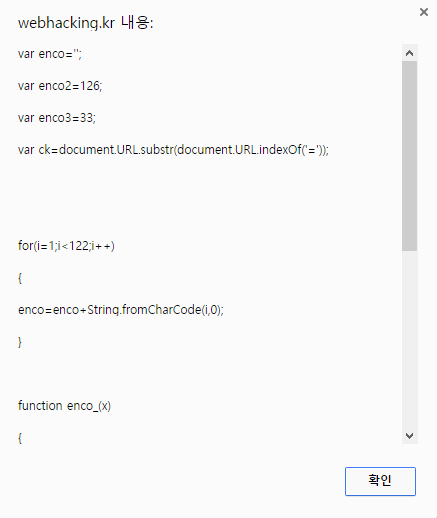 webhacking.kr 내용:
var enco='';
var enco2=126;
var enco3=33;
var ck=document.URL.substr(document.URL.indexOf('='));
for(i=1;i<122;i++)
{
enco=enco+String.fromCharCode(i,0);
}
function enco_(x)
{
확인